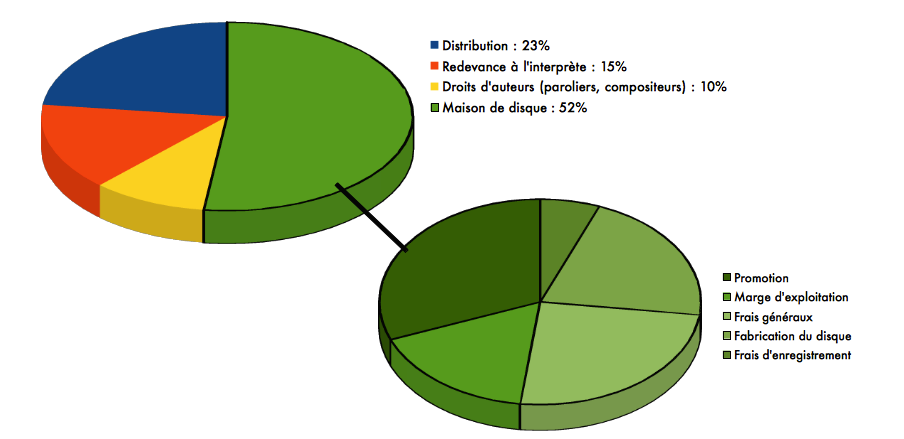 Distribution : 23%
Redevance à l'interprète : 15%
Droits d'auteurs (paroliers, compositeurs) : 10%
Maison de disque : 52%
Promotion
Marge d'exploitation
Frais généraux
Fabrication du disque
Frais d'enregistrement